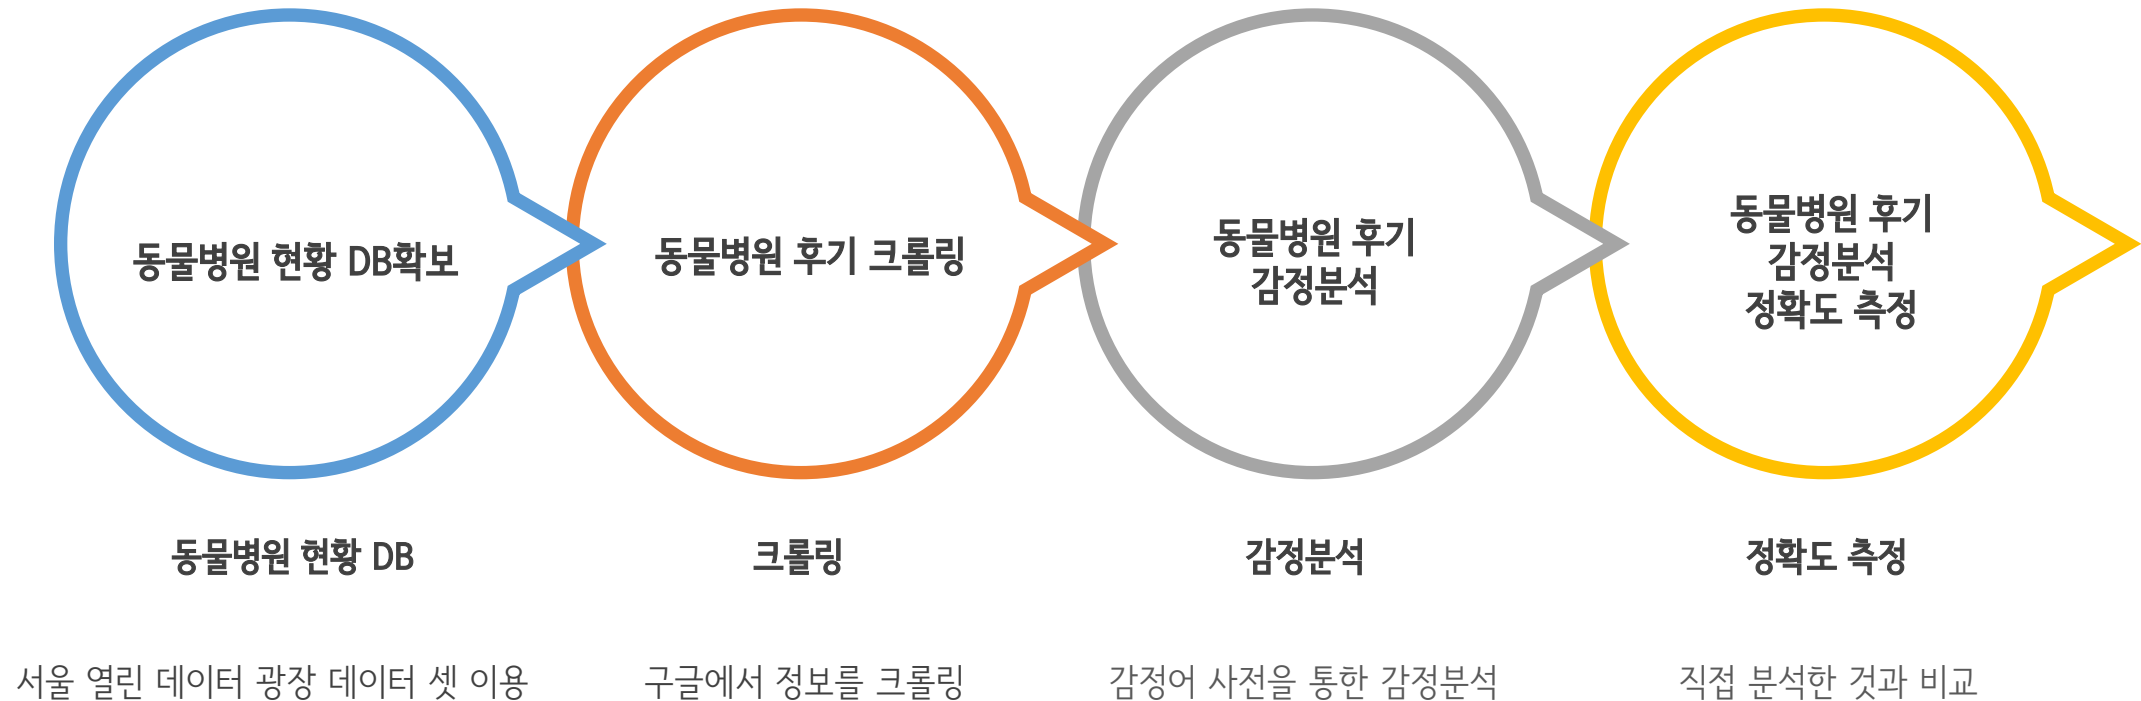 동물병원 현황 DB확보
동물병원 후기 크롤링
동물병원 후기
감정분석
동물병원 후기
감정분석
정확도 측정
동물병원 현황 DB
크롤링
감정분석
정확도 측정
서울 열린 데이터 광장 데이터 셋 이용
구글에서 정보를 크롤링
감정어 사전을 통한 감정분석
직접 분석한 것과 비교